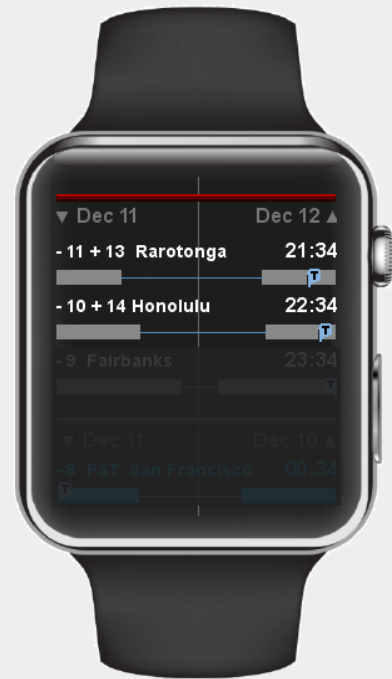 ▼ Dec 11 Dec 12 ▲
- 11 + 13 Rarotonga 21:34
T
- 10 + 14 Honolulu 22:34
T
- 9 Fairbanks 23:34
T
▼ Dec 11 Dec 10 ▲
- 8 PST San Francisco 00:34
T